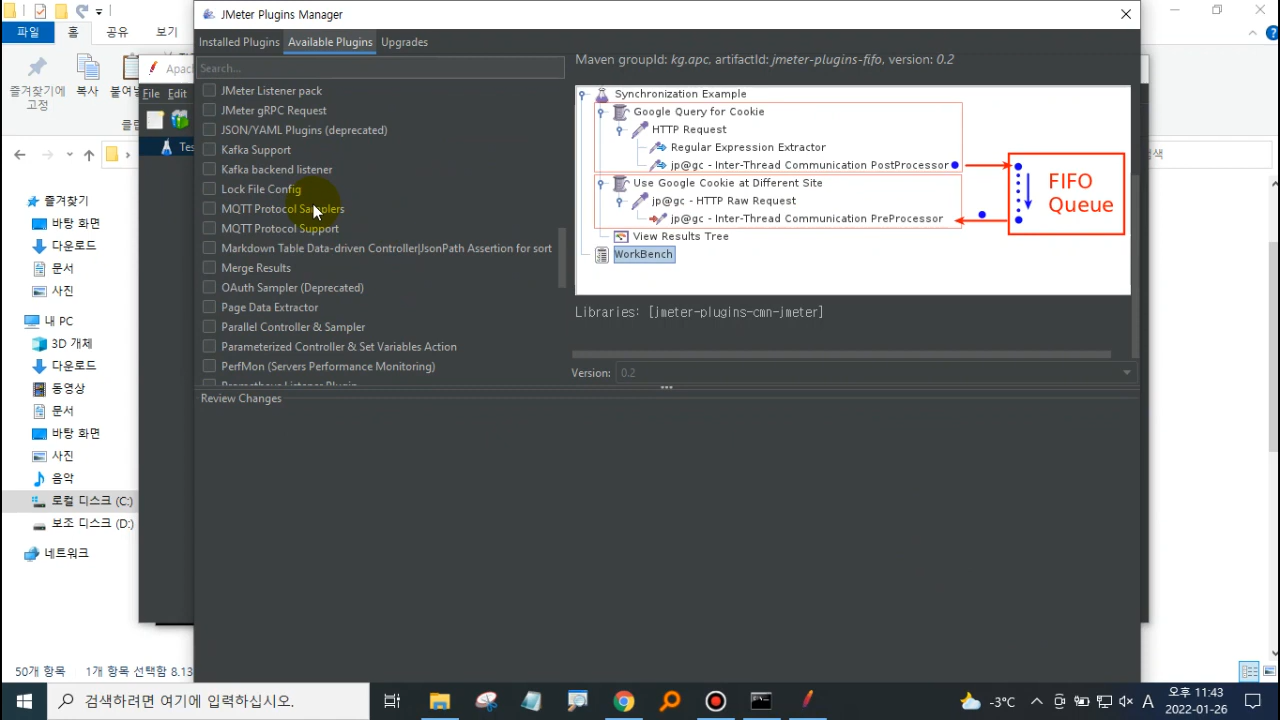 JMeter Plugins Manager
파일
홈
공유
보기
Installed Plugins
Available Plugins
Upgrades
Search...
Maven groupId: kg.apc, artifactId: jmeter-plugins-fifo, version: 0.2
즐겨찾기에 고정
복사
Edit
JMeter Listener pack
JMeter gRPC Request
JSON/YAML Plugins (deprecated)
Kafka Support
Kafka backend listener
Lock File Config
MQTT Protocol Samplers
MQTT Protocol Support
Markdown Table Data-driven Controller|JsonPath Assertion for sort
Merge Results
OAuth Sampler (Deprecated)
Page Data Extractor
Parallel Controller & Sampler
Parameterized Controller & Set Variables Action
PerfMon (Servers Performance Monitoring)
Synchronization Example
Google Query for Cookie
HTTP Request
Regular Expression Extractor
jp@gc - Inter-Thread Communication PostProcessor
Use Google Cookie at Different Site
jp@gc - HTTP Raw Request
jp@gc - Inter-Thread Communication PreProcessor
View Results Tree
WorkBench
FIFO
Queue
Libraries: [jmeter-plugins-cmn-jmeter]
Version:
0.2
Review Changes
즐겨찾기
바탕 화면
다운로드
문서
사진
내 PC
3D 개체
다운로드
동영상
문서
바탕 화면
사진
음악
로컬 디스크 (C:)
보조 디스크 (D:)
네트워크
50개 항목
1개 항목 선택함 8.13
검색하려면 여기에 입력하십시오.
-3°C
A
오후 11:43
2022-01-26